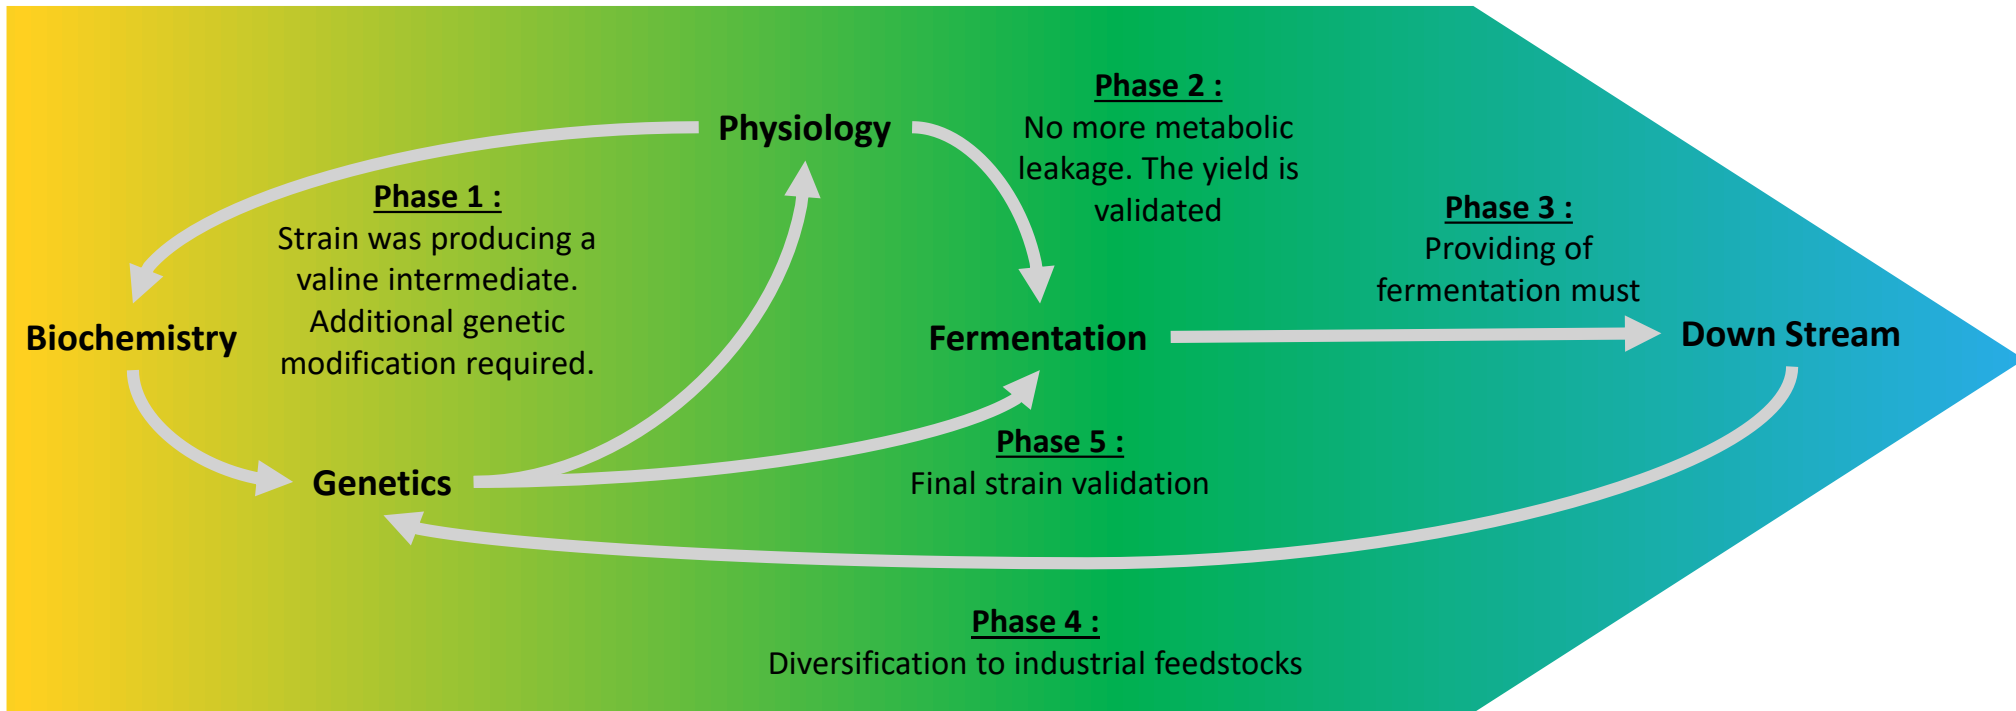 Physiology
Phase 2 :
No more metabolic
leakage. The yield is
validated
Phase 1 :
Strain was producing a
valine intermediate.
Additional genetic
modification required.
Phase 3 :
Providing of
fermentation must
Biochemistry
Fermentation
Down Stream
Genetics
Phase 5 :
Final strain validation
Phase 4 :
Diversification to industrial feedstocks